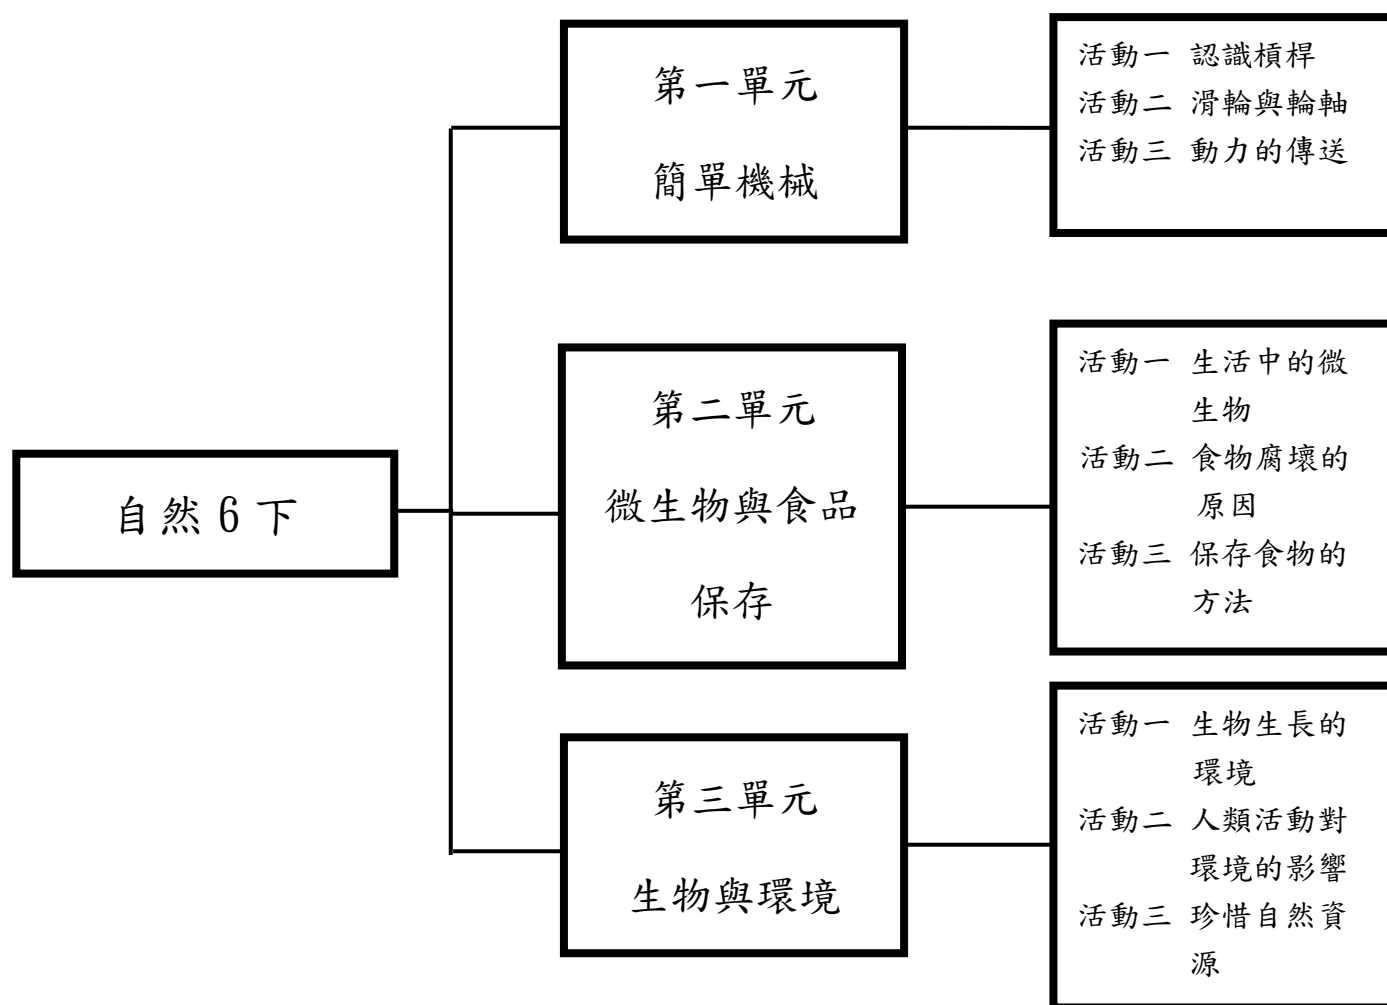 自然 6 下
第一單元
簡單機械
活動一 認識槓桿
活動二 滑輪與輪軸
活動三 動力的傳送
第二單元
微生物與食品
保存
活動一 生活中的微
生物
活動二 食物腐壞的
原因
活動三 保存食物的
方法
第三單元
生物與環境
活動一 生物生長的
環境
活動二 人類活動對
環境的影響
活動三 珍惜自然資
源